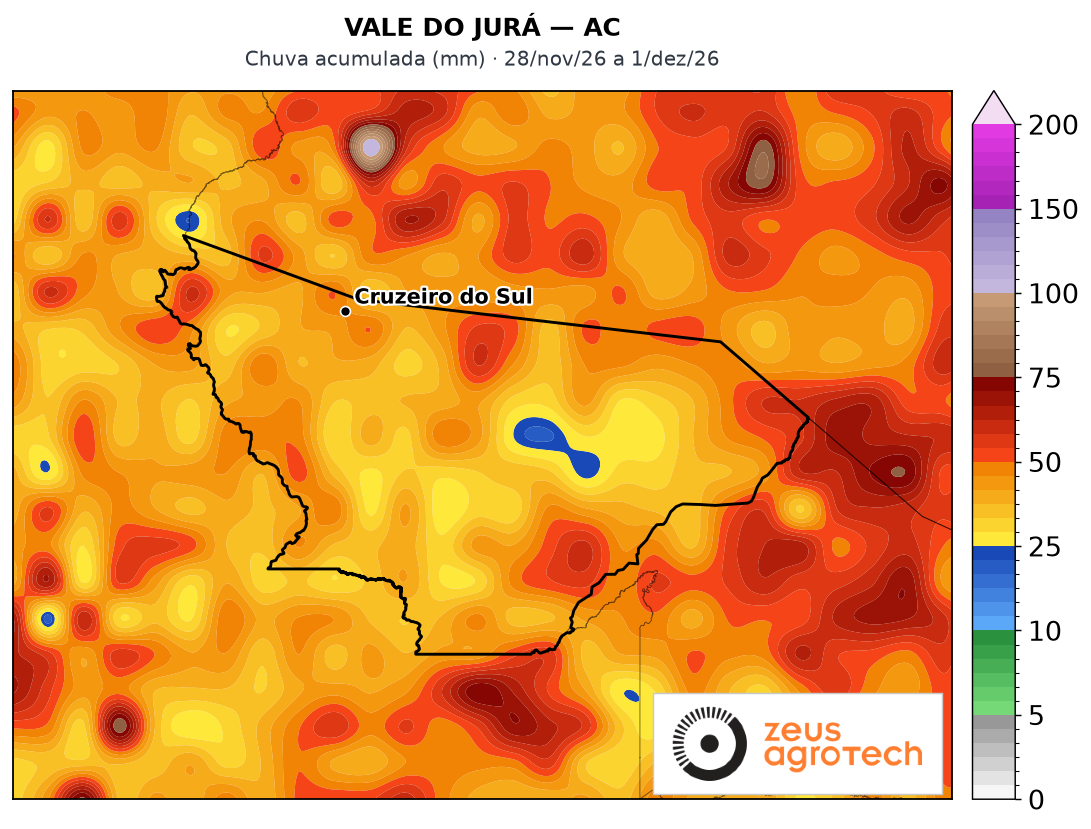 VALE DO JURÁ — AC
Chuva acumulada (mm) · 28/nov/26 a 1/dez/26
Cruzeiro do Sul
200
150
100
75
50
25
10
5
0
zeus
agrotech